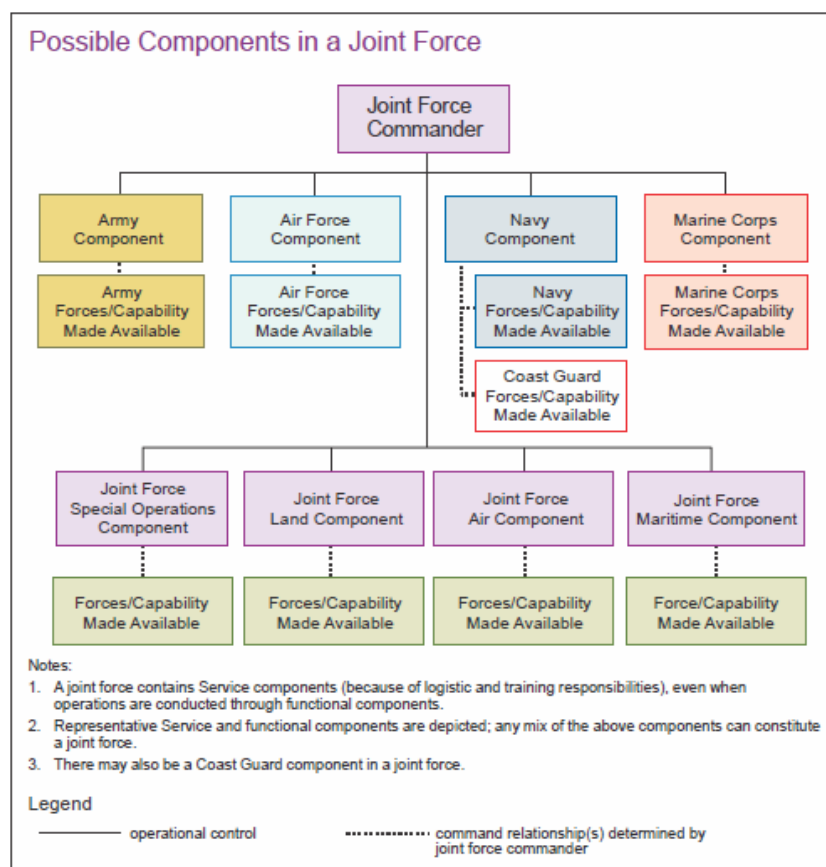 Possible Components in a Joint Force
Joint Force
Commander
Army
Component
Air Force
Component
Navy
Component
Marine Corps
Component
Army
Forces/Capability
Made Available
Air Force
Forces/Capability
Made Available
Navy
Forces/Capability
Made Available
Marine Corps
Forces/Capability
Made Available
Coast Guard
Forces/Capability
Made Available
Joint Force
Special Operations
Component
Joint Force
Land Component
Joint Force
Air Component
Joint Force
Maritime Component
Forces/Capability
Made Available
Forces/Capability
Made Available
Forces/Capability
Made Available
Force/Capability
Made Available
Notes:
1. A joint force contains Service components (because of logistic and training responsibilities), even when
operations are conducted through functional components.
2. Representative Service and functional components are depicted; any mix of the above components can constitute
a joint force.
3. There may also be a Coast Guard component in a joint force.
Legend
operational control
command relationship(s) determined by
joint force commander